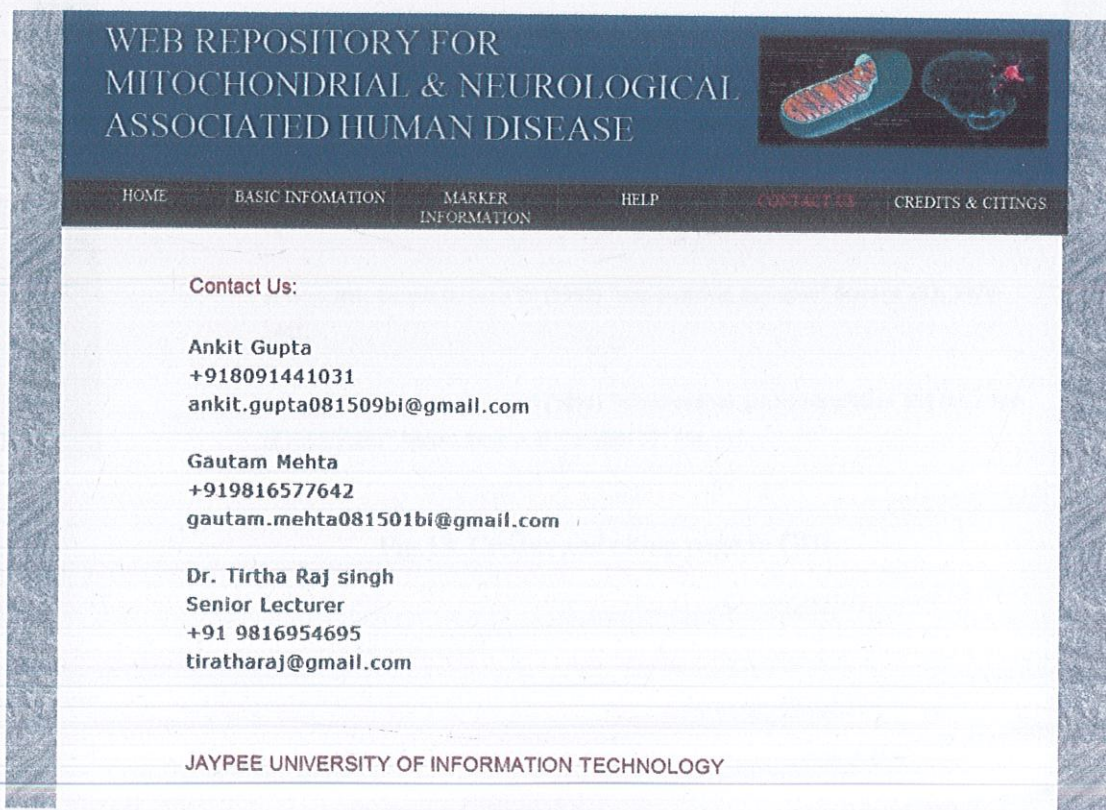 WEB REPOSITORY FOR
MITOCHONDRIAL & NEUROLOGICAL
ASSOCIATED HUMAN DISEASE
HOME BASIC INFOMATION MARKER INFORMATION HELP CONTACT US CREDITS & CITINGS
Contact Us:
Ankit Gupta
+918091441031
ankit.gupta081509bi@gmail.com
Gautam Mehta
+919816577642
gautam.mehta081501bi@gmail.com
Dr. Tirtha Raj singh
Senior Lecturer
+91 9816954695
tiratharaj@gmail.com
JAYPEE UNIVERSITY OF INFORMATION TECHNOLOGY